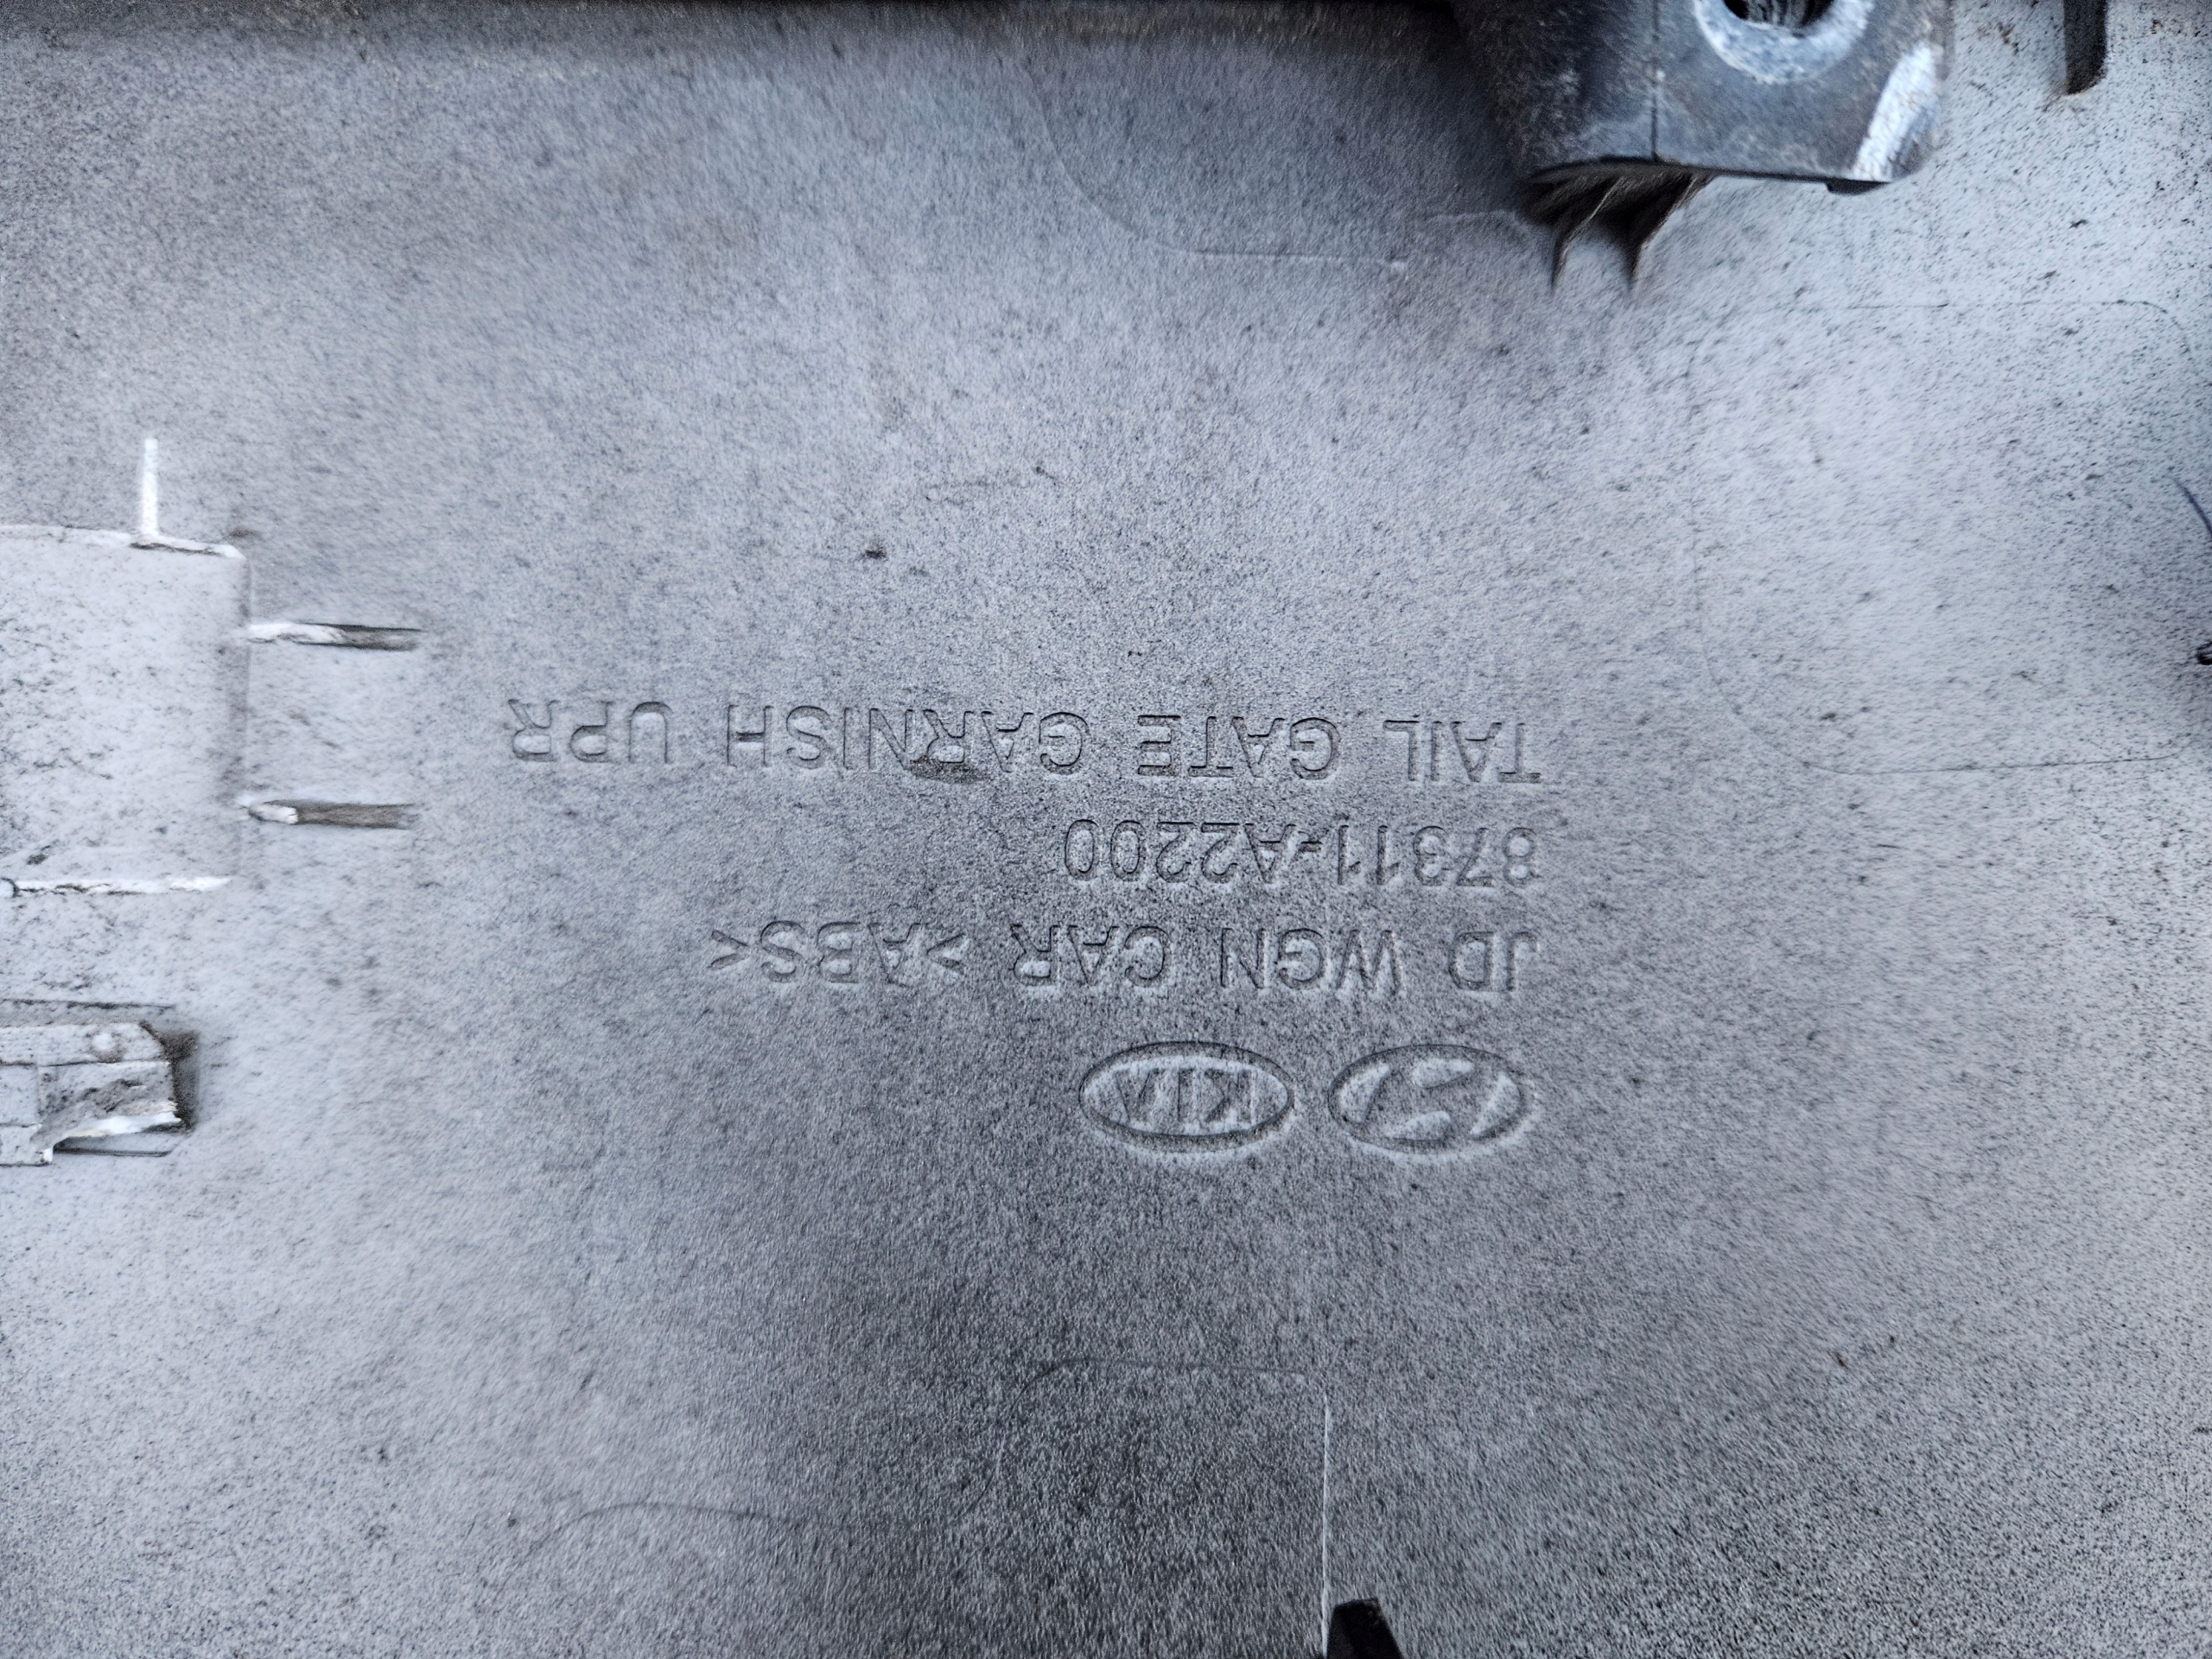 KIA
JD WGN CAR >ABS<
87311-A2200
TAIL GATE GARNISH UPR